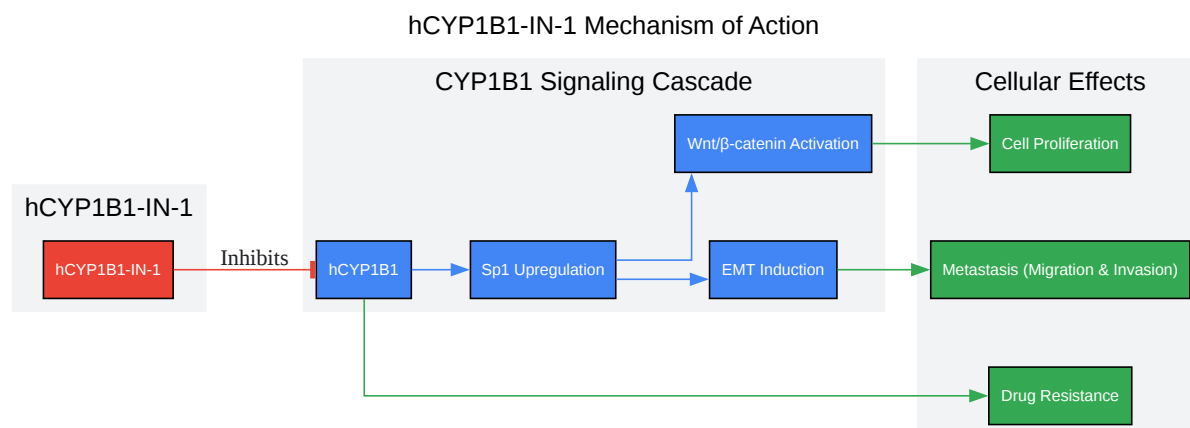 hCYP1B1-IN-1 Mechanism of Action
CYP1B1 Signaling Cascade
Cellular Effects
Wnt/β-catenin Activation
Cell Proliferation
hCYP1B1-IN-1
hCYP1B1-IN-1
Inhibits
hCYP1B1
Sp1 Upregulation
EMT Induction
Metastasis (Migration & Invasion)
Drug Resistance